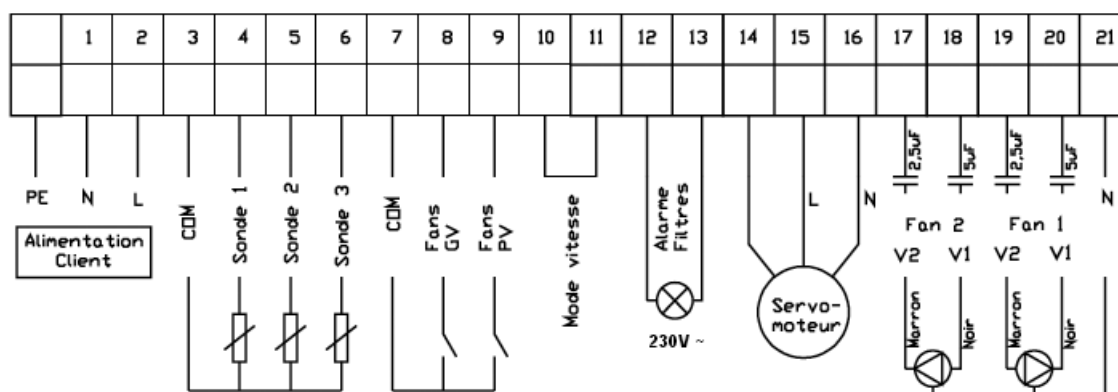 1 2 3 4 5 6 7 8 9 10 11 12 13 14 15 16 17 18 19 20 21
PE N L
Alimentation
Client
COM
Sonde 1
Sonde 2
Sonde 3
COM
Fans
GV
Fans
PV
Mode vitesse
Alarme
Filtres
230V ~
L
N
Servo-
moteur
2,5uF
5uF
2,5uF
5uF
Fan 2 Fan 1
V2 V1 V2 V1
N
Marron
Noir
Marron
Noir